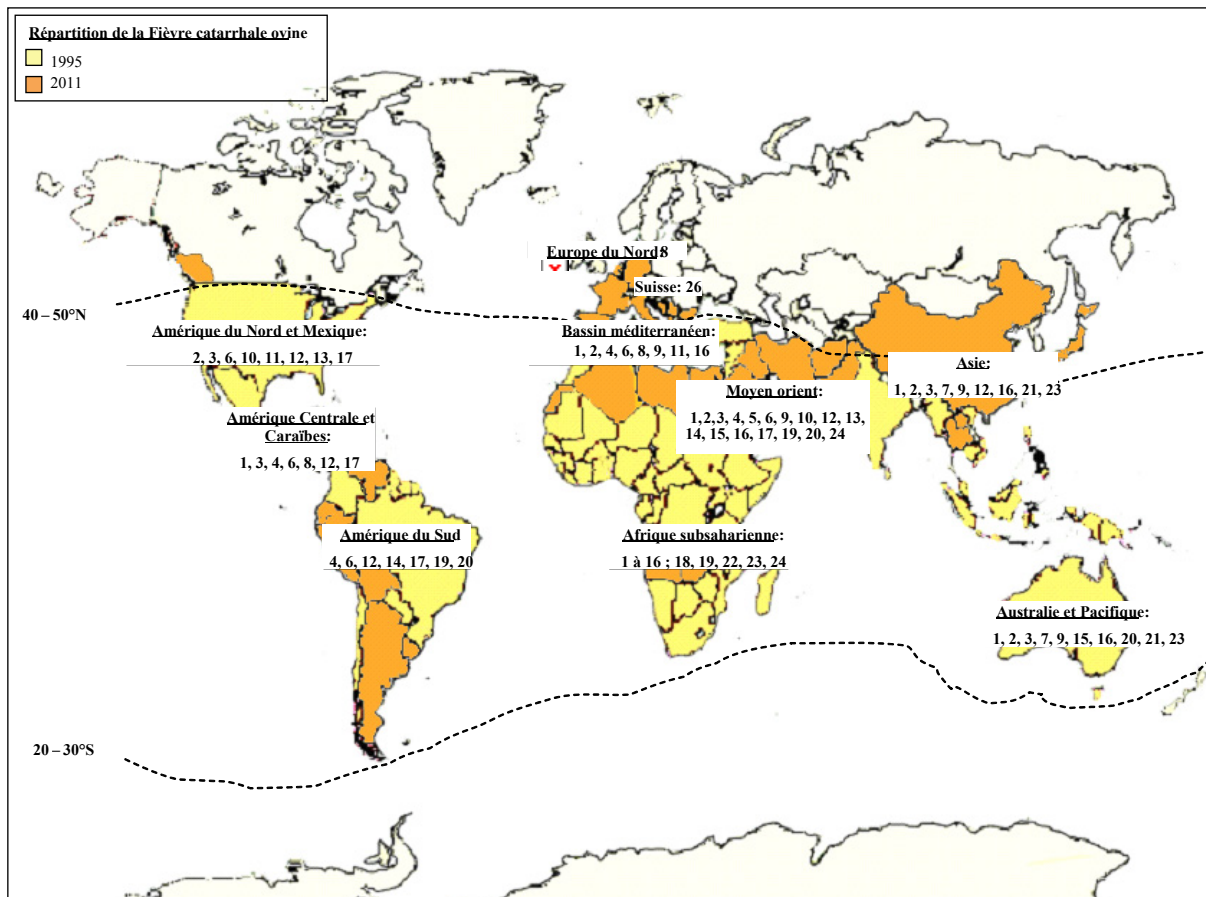 Répartition de la Fièvre catarrhale ovine
1995
2011
Europe du Nord8
Suisse: 26
40 – 50°N
Amérique du Nord et Mexique:
2, 3, 6, 10, 11, 12, 13, 17
Bassin méditerranéen:
1, 2, 4, 6, 8, 9, 11, 16
Asie:
1, 2, 3, 7, 9, 12, 16, 21, 23
Moyen orient:
1,2,3, 4, 5, 6, 9, 10, 12, 13,
14, 15, 16, 17, 19, 20, 24
Amérique Centrale et
Caraïbes:
1, 3, 4, 6, 8, 12, 17
Amérique du Sud
4, 6, 12, 14, 17, 19, 20
Afrique subsaharienne:
1 à 16 ; 18, 19, 22, 23, 24
Australie et Pacifique:
1, 2, 3, 7, 9, 15, 16, 20, 21, 23
20 – 30°S